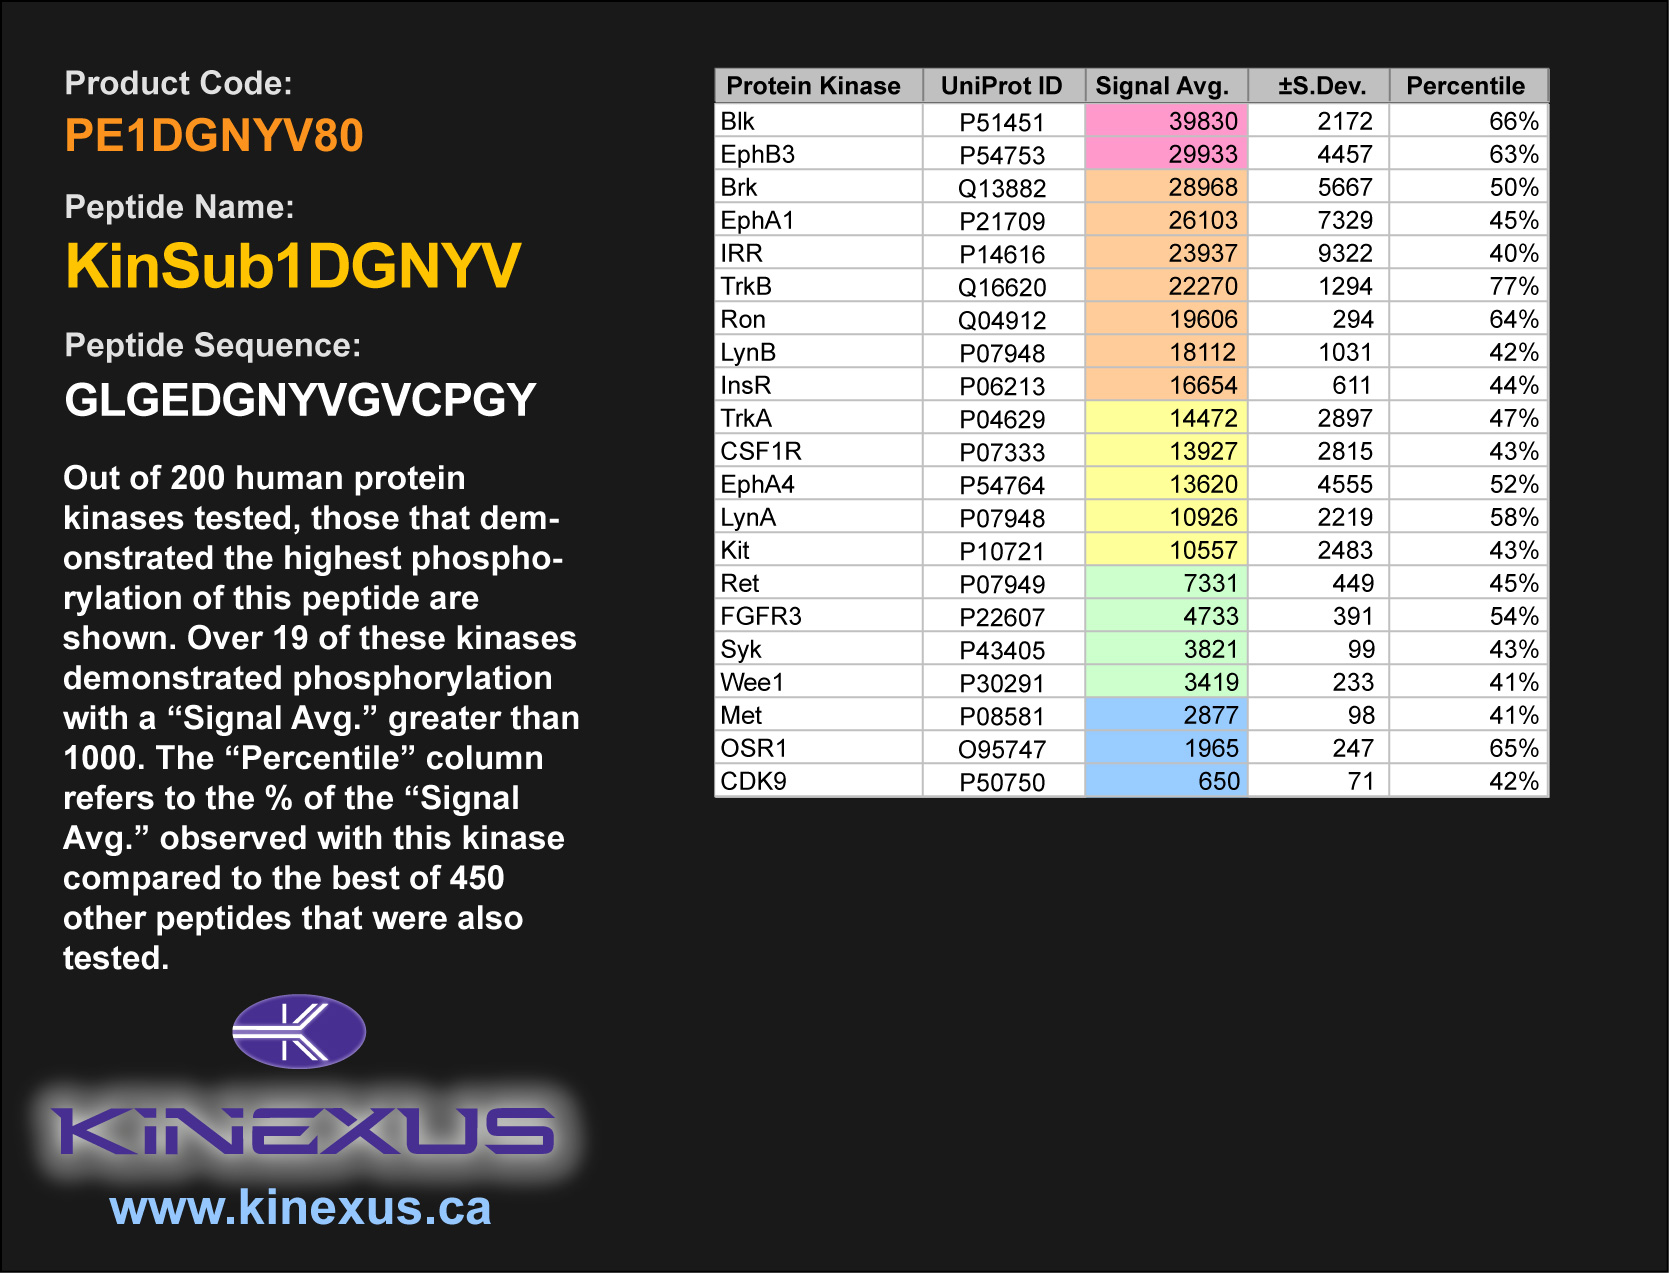 Product Code:
PE1DGNYV80
Peptide Name:
KinSub1DGNYV
Peptide Sequence:
GLGEDGNYVGVCPGY
Out of 200 human protein
kinases tested, those that dem-
onstrated the highest phospho-
rylation of this peptide are
shown. Over 19 of these kinases
demonstrated phosphorylation
with a “Signal Avg.” greater than
1000. The “Percentile” column
refers to the % of the “Signal
Avg.” observed with this kinase
compared to the best of 450
other peptides that were also
tested.
KINEXUS
www.kinexus.ca
Protein Kinase UniProt ID Signal Avg. ±S.Dev. Percentile
Blk P51451 39830 2172 66%
EphB3 P54753 29933 4457 63%
Brk Q13882 28968 5667 50%
EphA1 P21709 26103 7329 45%
IRR P14616 23937 9322 40%
TrkB Q16620 22270 1294 77%
Ron Q04912 19606 294 64%
LynB P07948 18112 1031 42%
InsR P06213 16654 611 44%
TrkA P04629 14472 2897 47%
CSF1R P07333 13927 2815 43%
EphA4 P54764 13620 4555 52%
LynA P07948 10926 2219 58%
Kit P10721 10557 2483 43%
Ret P07949 7331 449 45%
FGFR3 P22607 4733 391 54%
Syk P43405 3821 99 43%
Wee1 P30291 3419 233 41%
Met P08581 2877 98 41%
OSR1 O95747 1965 247 65%
CDK9 P50750 650 71 42%